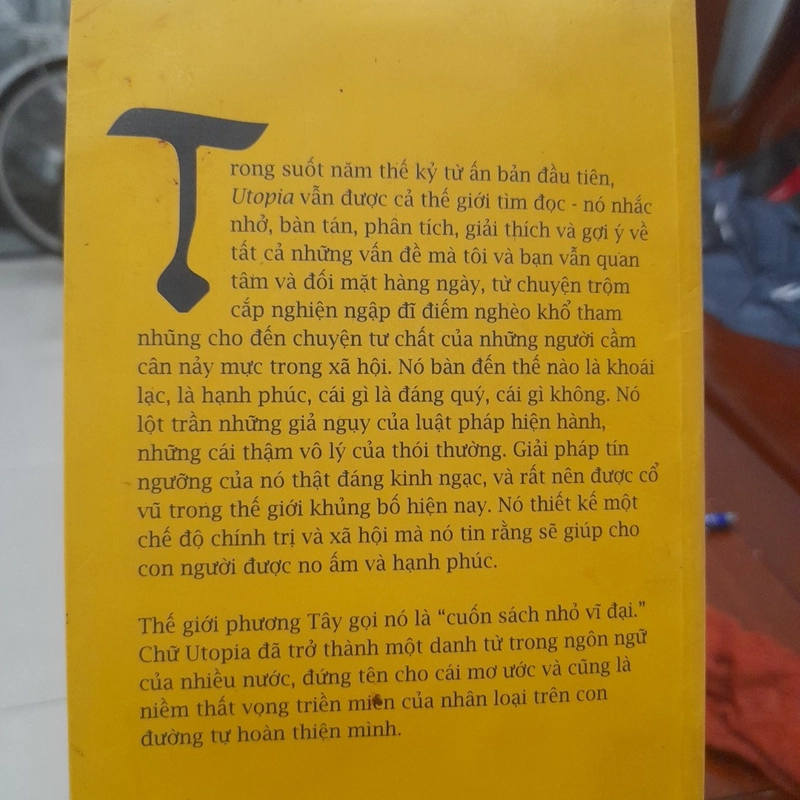 Trong suốt năm thế kỷ từ ấn bản đầu tiên,
Utopia vẫn được cả thế giới tìm đọc - nó nhắc
nhở, bàn tán, phân tích, giải thích và gợi ý về
tất cả những vấn đề mà tôi và bạn vẫn quan
tâm và đối mặt hàng ngày, từ chuyện trộm
cắp nghiện ngập đĩ điếm nghèo khổ tham
nhũng cho đến chuyện tư chất của những người cầm
cân nảy mực trong xã hội. Nó bàn đến thế nào là khoái
lạc, là hạnh phúc, cái gì là đáng quý, cái gì không. Nó
lột trần những giả ngụy của luật pháp hiện hành,
những cái thậm vô lý của thói thường. Giải pháp tín
ngưỡng của nó thật đáng kinh ngạc, và rất nên được cổ
vũ trong thế giới khủng bố hiện nay. Nó thiết kế một
chế độ chính trị và xã hội mà nó tin rằng sẽ giúp cho
con người được no ấm và hạnh phúc.
Thế giới phương Tây gọi nó là “cuốn sách nhỏ vĩ đại.”
Chữ Utopia đã trở thành một danh từ trong ngôn ngữ
của nhiều nước, đứng tên cho cái mơ ước và cũng là
niềm thất vọng triền miên của nhân loại trên con
đường tự hoàn thiện mình.